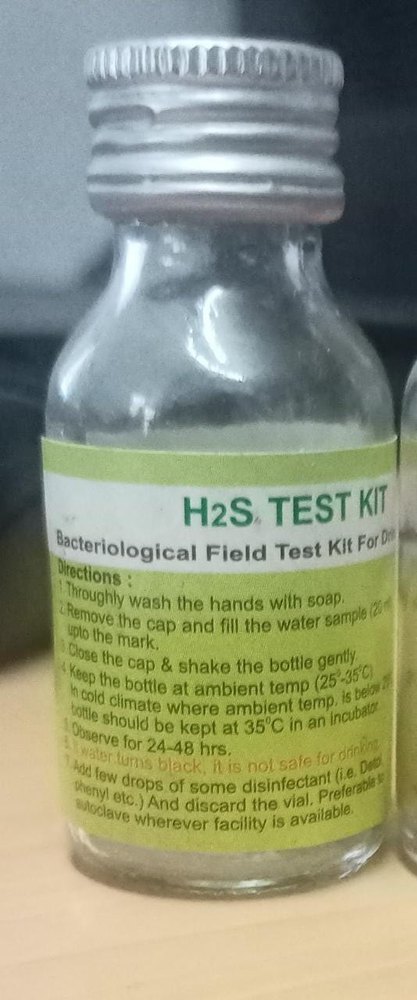 H2S TEST KIT
Bacteriological Field Test Kit For
Directions :
1. Throughly wash the hands with soap.
2. Remove the cap and fill the water sample (20
upto the mark.
3. Close the cap & shake the bottle gently.
4. Keep the bottle at ambient temp (25°-35°C)
In cold climate where ambient temp. is below
bottle should be kept at 35°C in an incubator
5. Observe for 24-48 hrs.
6. If water turns black, it is not safe for drinking.
7. Add few drops of some disinfectant (i.e.
phenyl etc.) And discard the vial. Preferable to
autoclave wherever facility is available.